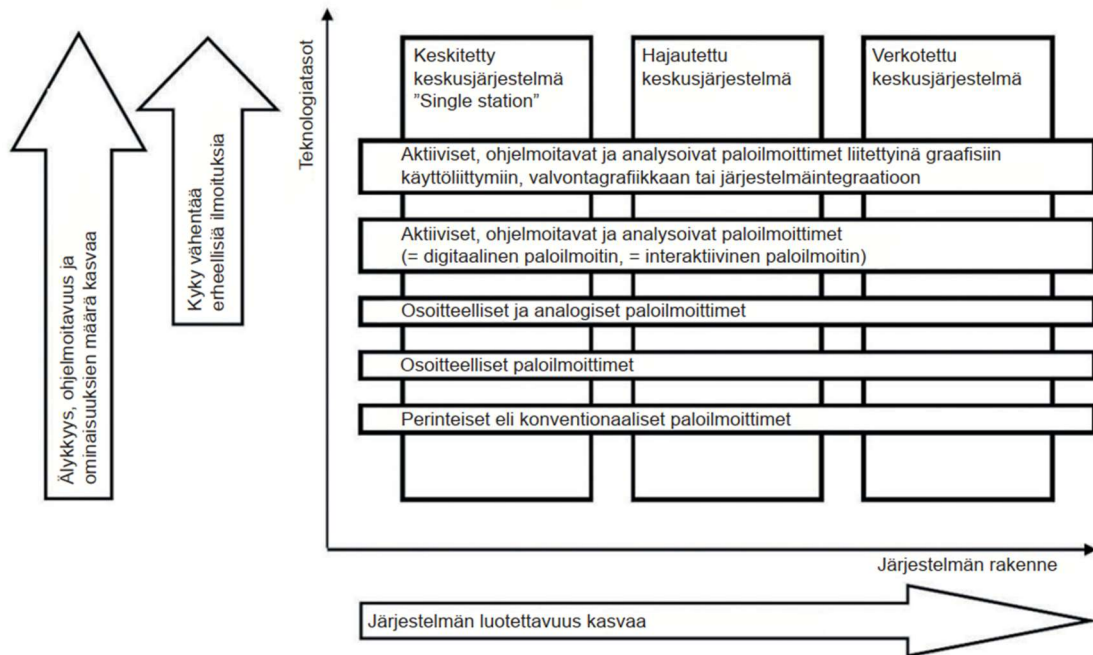 Älykkyys, ohjelmoitavuus ja
ominaisuuksien määrä kasvaa
Kyky vähentää
erheellisiä ilmoituksia
Teknologiatasot
Keskitetty
keskusjärjestelmä
”Single station”
Hajautettu
keskusjärjestelmä
Verkotettu
keskusjärjestelmä
Aktiiviset, ohjelmoitavat ja analysoivat paloilmoittimet liitettyinä graafisiin
käyttöliittymiin, valvontagrafiikkaan tai järjestelmäintegraatioon
Aktiiviset, ohjelmoitavat ja analysoivat paloilmoittimet
(= digitaalinen paloilmoitin, = interaktiivinen paloilmoitin)
Osoitteelliset ja analogiset paloilmoittimet
Osoitteelliset paloilmoittimet
Perinteiset eli konventionaaliset paloilmoittimet
Järjestelmän rakenne
Järjestelmän luotettavuus kasvaa